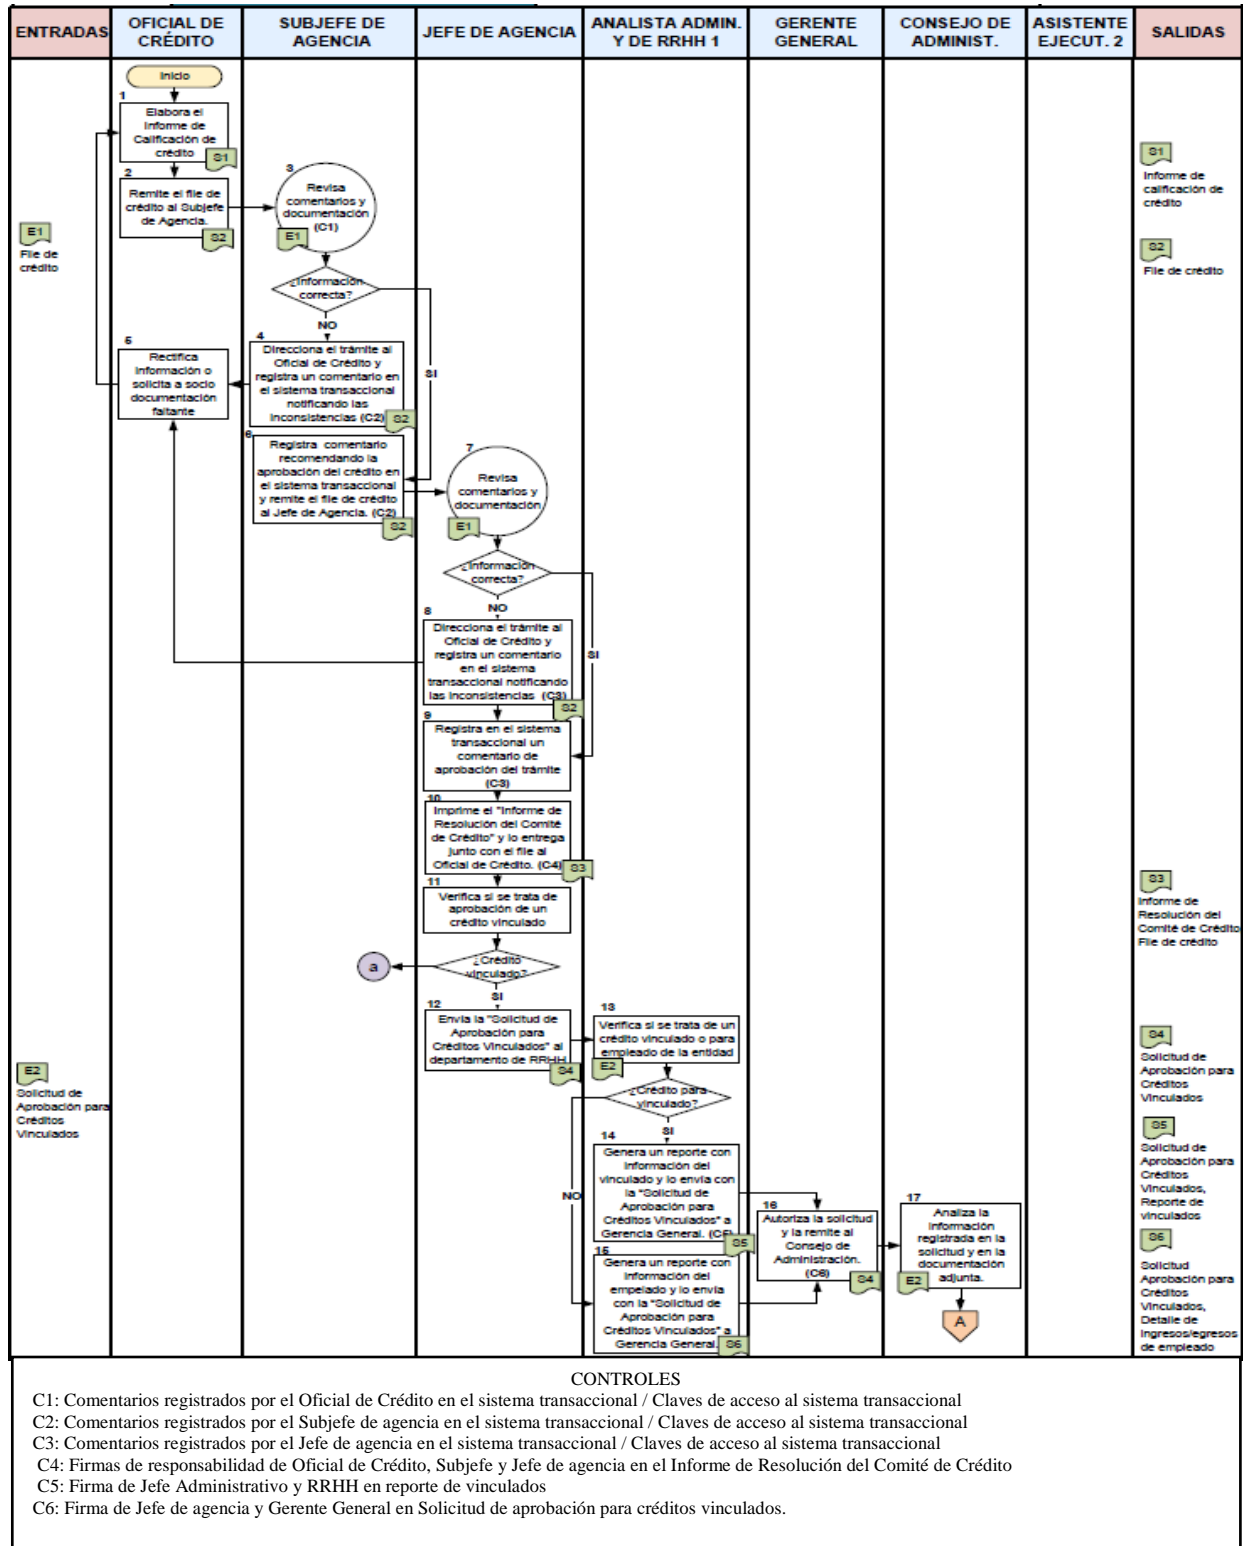 ENTRADAS
OFICIAL DE
CRÉDITO
SUBJEFE DE
AGENCIA
JEFE DE AGENCIA
ANALISTA ADMIN.
Y DE RRHH 1
GERENTE
GENERAL
CONSEJO DE
ADMINIST.
ASISTENTE
EJECUT. 2
SALIDAS
Inicio
1
Elabora el
Informe de
Calificación de
crédito
S1
2
Remite el file de
crédito al Subjefe
de Agencia.
S2
3
Revisa
comentarios y
documentación
(C1)
E1
E1
File de
crédito
S1
Informe de
calificación de
crédito
S2
File de crédito
¿Información
correcta?
NO
SI
4
Direcciona el trámite al
Oficial de Crédito y
registra un comentario en
el sistema transaccional
notificando las
inconsistencias (C2)
S2
5
Rectifica
información o
solicita a socio
documentación
faltante
6
Registra comentario
recomendando la
aprobación del crédito en
el sistema transaccional
y remite el file de crédito
al Jefe de Agencia. (C2)
S2
7
Revisa
comentarios y
documentación
E1
¿Información
correcta?
NO
SI
8
Direcciona el trámite al
Oficial de Crédito y
registra un comentario
en el sistema
transaccional notificando
las inconsistencias (C3)
S2
9
Registra en el sistema
transaccional un
comentario de
aprobación del trámite
(C3)
10
Imprime el "Informe de
Resolución del Comité
de Crédito" y lo entrega
junto con el file al
Oficial de Crédito. (C4)
S3
11
Verifica si se trata de
aprobación de un
crédito vinculado
S3
Informe de
Resolución del
Comité de Crédito
File de crédito
¿Crédito
vinculado?
a
SI
12
Envía la "Solicitud de
Aprobación para
Créditos Vinculados" al
departamento de RRHH
S4
13
Verifica si se trata de un
crédito vinculado o para
empleado de la entidad
E2
E2
Solicitud de
Aprobación para
Créditos
Vinculados
S4
Solicitud de
Aprobación para
Créditos
Vinculados
¿Crédito para
vinculado?
SI
NO
14
Genera un reporte con
información del
vinculado y lo envía con
la "Solicitud de
Aprobación para
Créditos Vinculados" a
Gerencia General. (C5)
S5
15
Genera un reporte con
información del
empelado y lo envía
con la "Solicitud de
Aprobación para
Créditos Vinculados" a
Gerencia General.
S6
16
Autoriza la solicitud
y la remite al
Consejo de
Administración.
(C6)
S4
17
Analiza la
información
registrada en la
solicitud y en la
documentación
adjunta.
E2
A
S5
Solicitud de
Aprobación para
Créditos
Vinculados,
Reporte de
vinculados
S6
Solicitud
Aprobación para
Créditos
Vinculados,
Detalle de
Ingresos/egresos
de empleado
CONTROLES
C1: Comentarios registrados por el Oficial de Crédito en el sistema transaccional / Claves de acceso al sistema transaccional
C2: Comentarios registrados por el Subjefe de agencia en el sistema transaccional / Claves de acceso al sistema transaccional
C3: Comentarios registrados por el Jefe de agencia en el sistema transaccional / Claves de acceso al sistema transaccional
C4: Firmas de responsabilidad de Oficial de Crédito, Subjefe y Jefe de agencia en el Informe de Resolución del Comité de Crédito
C5: Firma de Jefe Administrativo y RRHH en reporte de vinculados
C6: Firma de Jefe de agencia y Gerente General en Solicitud de aprobación para créditos vinculados.